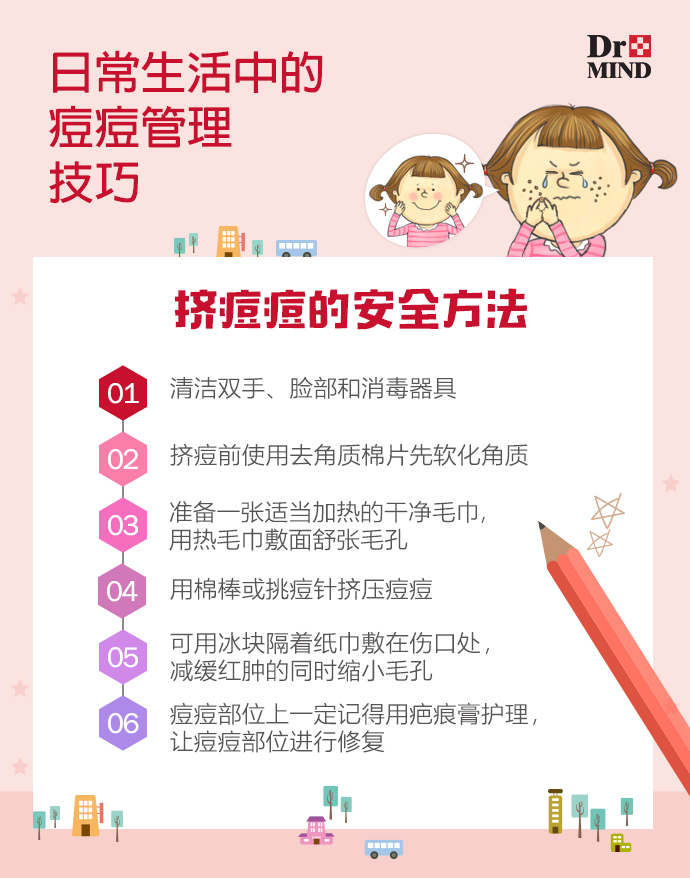 日常生活中的
痘痘管理
技巧
Dr
MIND
挤痘痘的安全方法
01
清洁双手、脸部和消毒器具
02
挤痘前使用去角质棉片先软化角质
03
准备一张适当加热的干净毛巾,
用热毛巾敷面舒张毛孔
04
用棉棒或挑痘针挤压痘痘
05
可用冰块隔着纸巾敷在伤口处,
减缓红肿的同时缩小毛孔
06
痘痘部位上一定记得用疤痕膏护理,
让痘痘部位进行修复